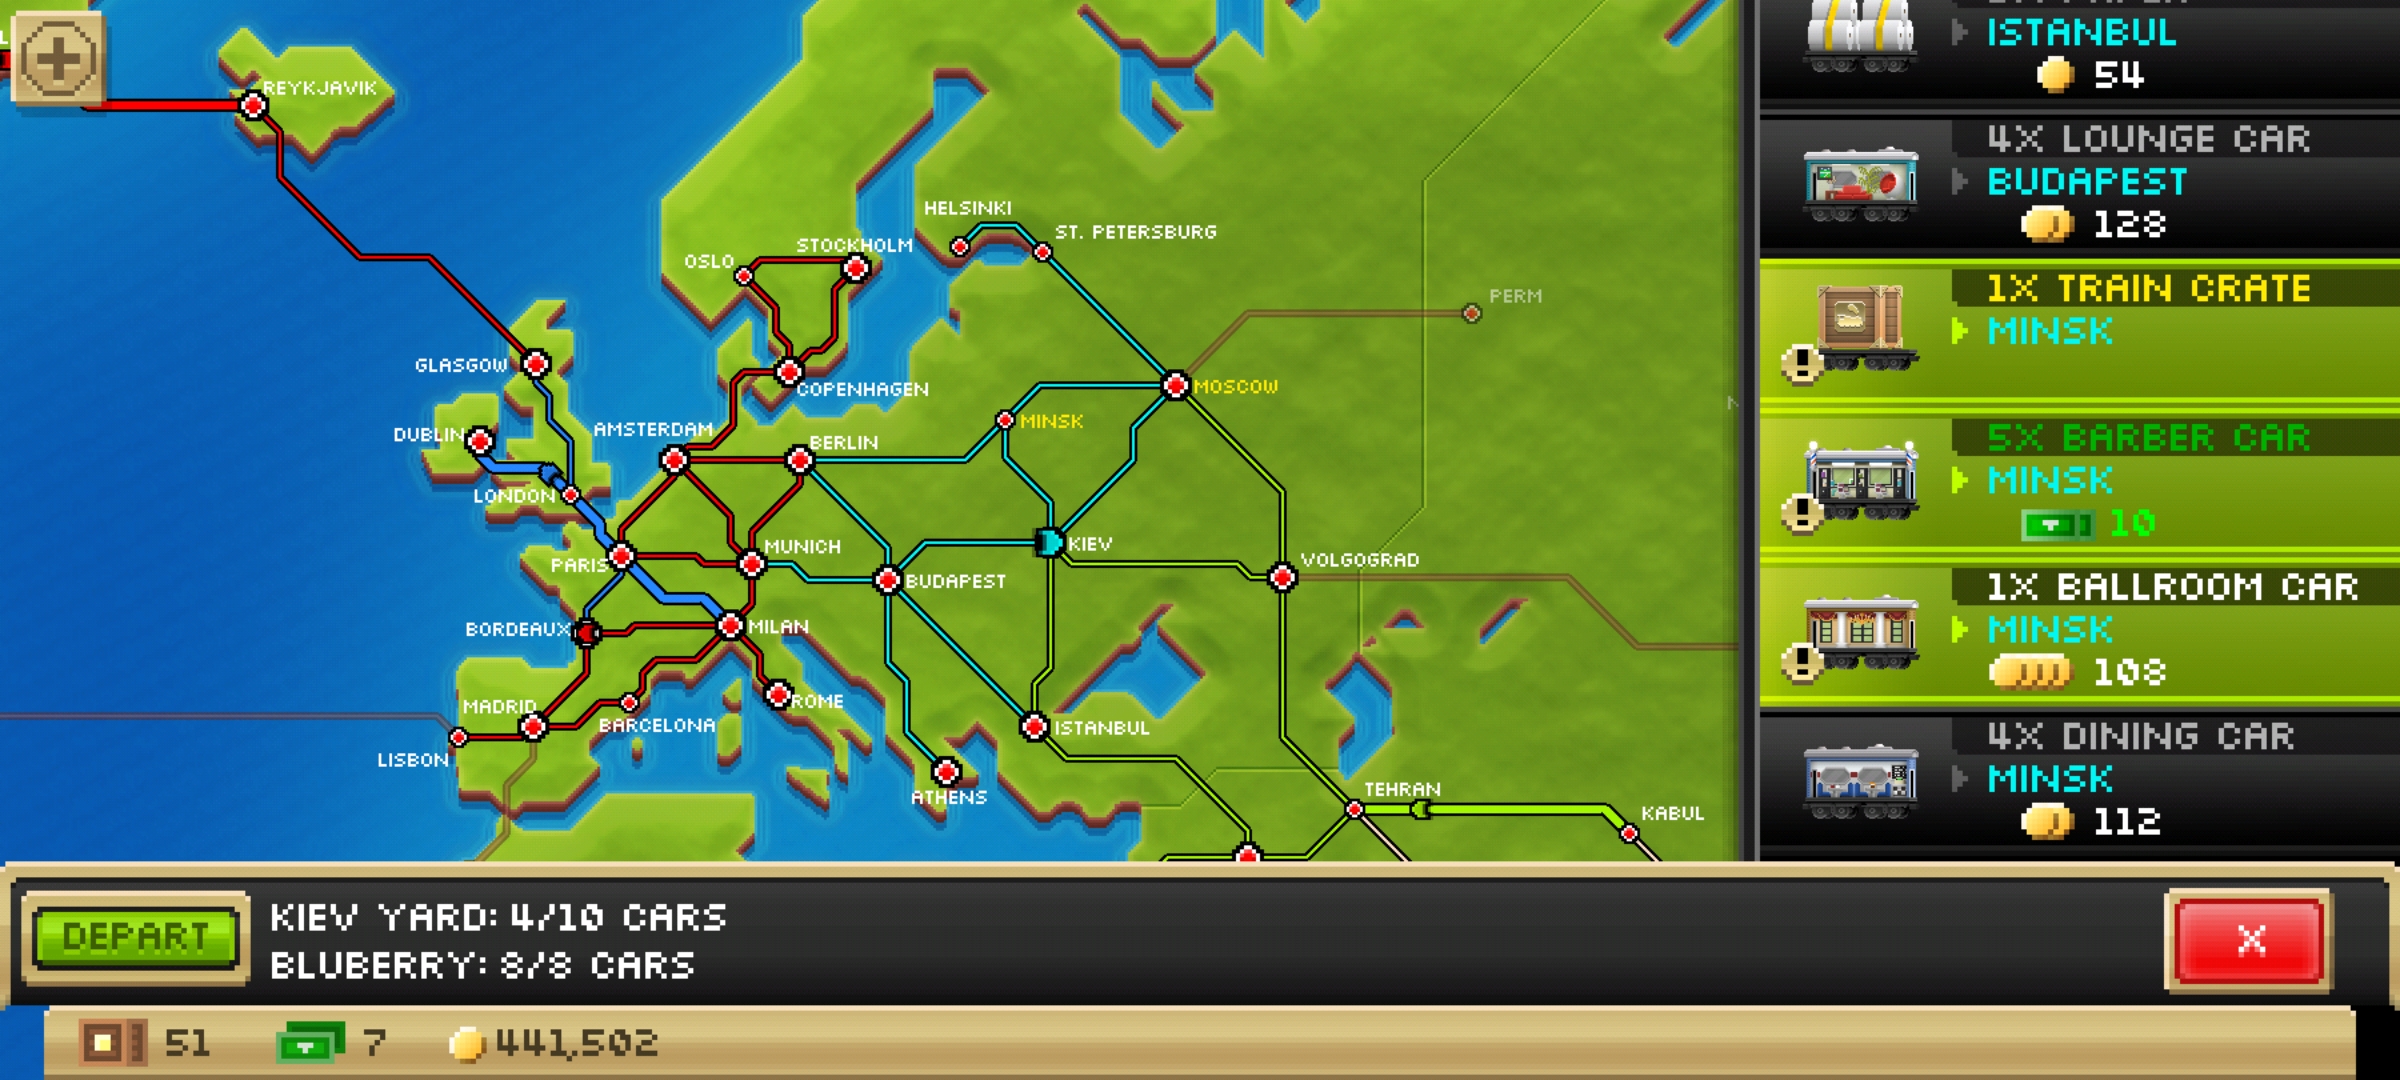 REYKJAVIK
HELSINKI
ST. PETERSBURG
STOCKHOLM
OSLO
PERM
GLASGOW
COPENHAGEN
MOSCOW
MINSK
DUBLIN
AMSTERDAM
BERLIN
LONDON
MUNICH
KIEV
PARIS
BUDAPEST
VOLGOGRAD
BORDEAUX
MILAN
MADRID
ROME
BARCELONA
ISTANBUL
LISBON
ATHENS
TEHRAN
KABUL
ISTANBUL
54
4X LOUNGE CAR
BUDAPEST
128
1X TRAIN CRATE
MINSK
5X BARBER CAR
MINSK
10
1X BALLROOM CAR
MINSK
108
4X DINING CAR
MINSK
112
DEPART
KIEV YARD: 4/10 CARS
BLUBERRY: 8/8 CARS
X
51
7
441,502